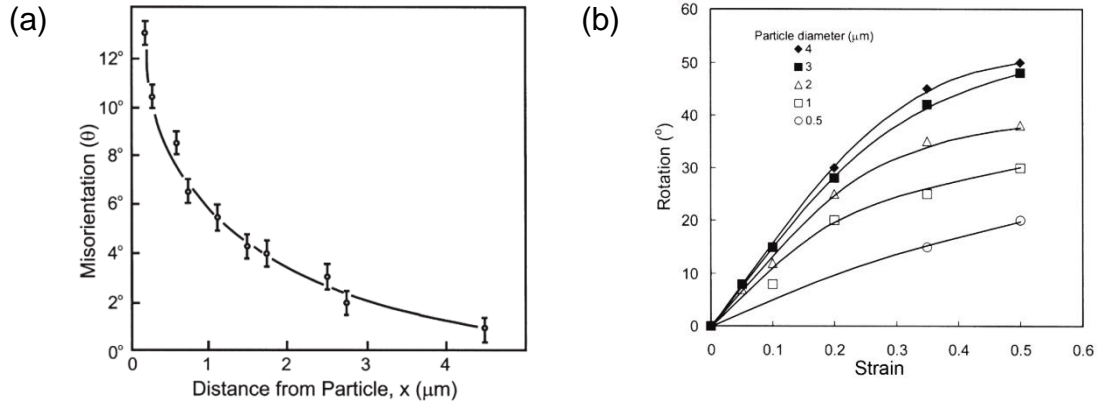 (a)
Misorientation (θ)
12°
10°
8°
6°
4°
2°
0°
0 1 2 3 4
Distance from Particle, x (μm)
(b)
Rotation (°)
60
50
40
30
20
10
0
Particle diameter (μm)
4
3
2
1
0.5
0 0.1 0.2 0.3 0.4 0.5 0.6
Strain